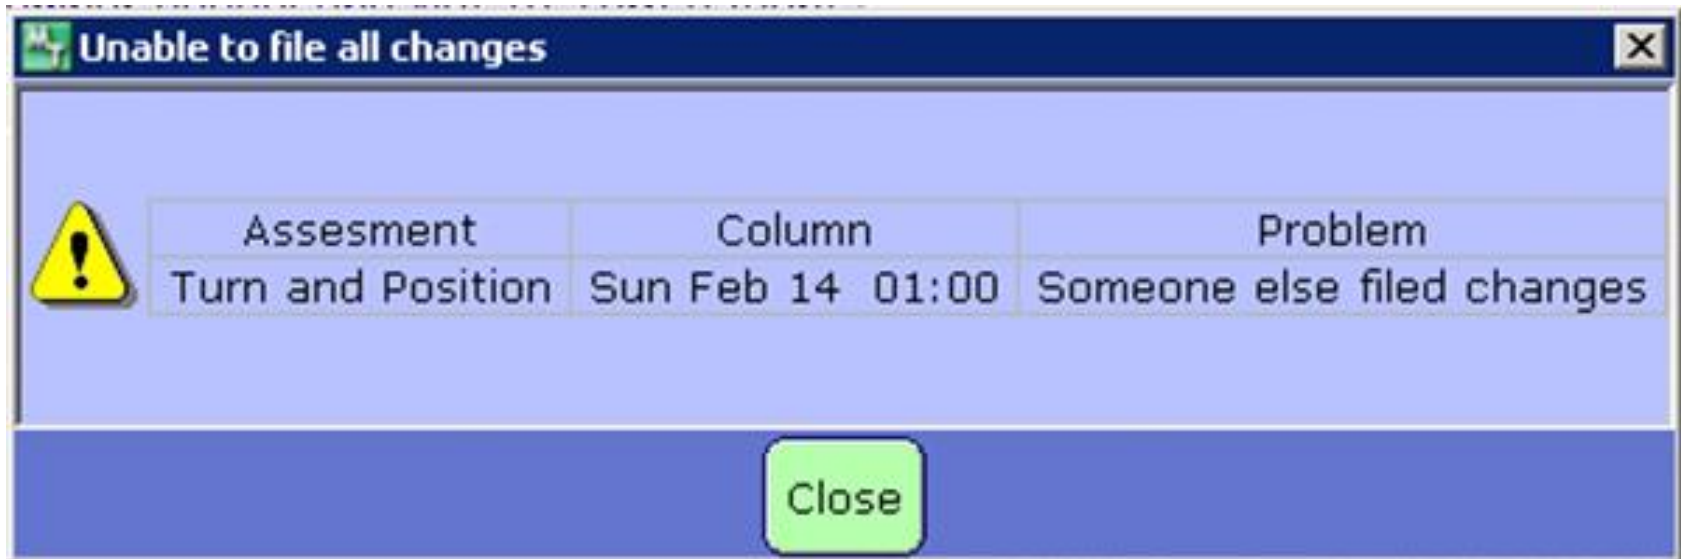 Unable to file all changes
Assesment Column Problem
Turn and Position Sun Feb 14 01:00 Someone else filed changes
Close